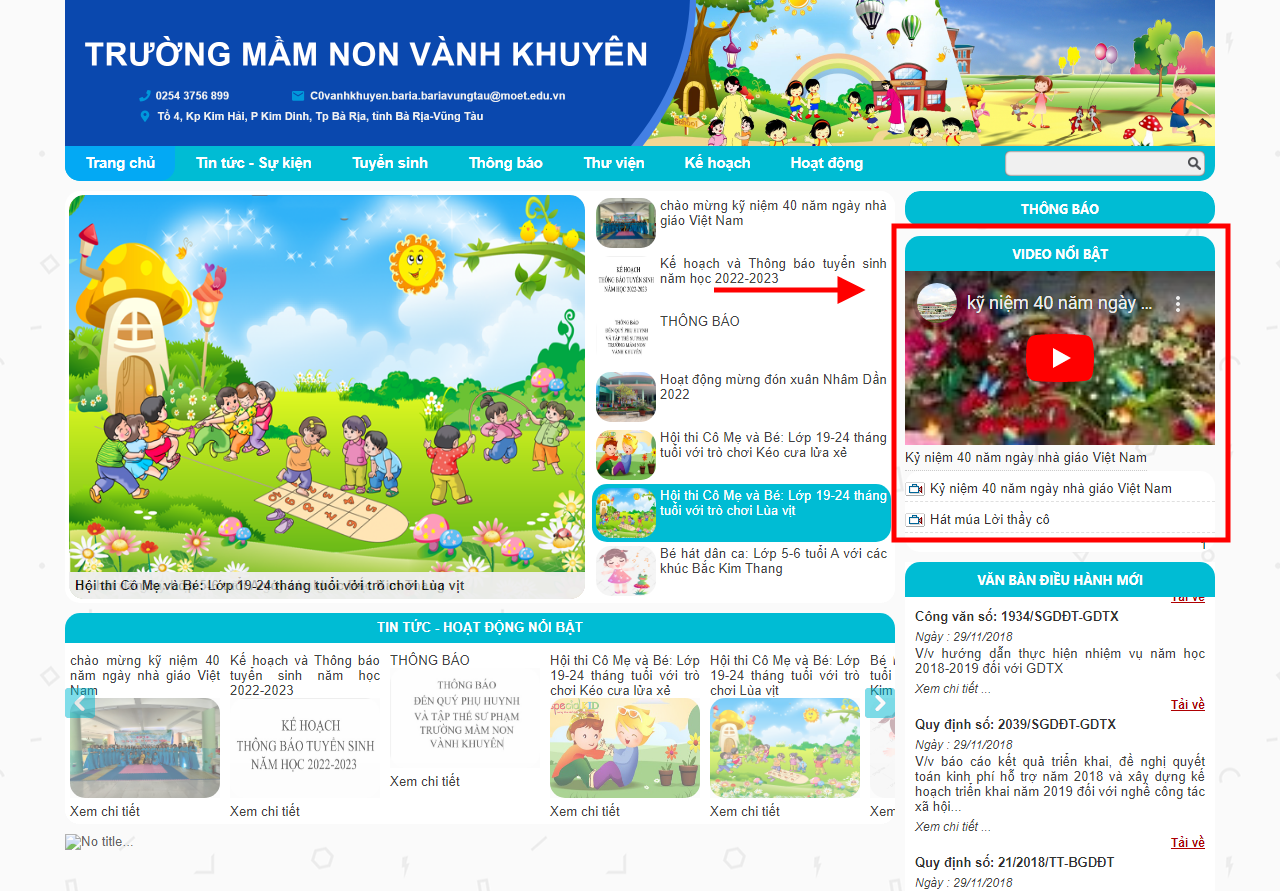 TRƯỜNG MẦM NON VÀNH KHUYÊN
0254 3756 899
C0vanhkhuyen.baria.bariavungtau@moet.edu.vn
Tổ 4, Kp Kim Hải, P Kim Dinh, Tp Bà Rịa, tỉnh Bà Rịa-Vũng Tàu
School
Trang chủ
Tin tức - Sự kiện
Tuyển sinh
Thông báo
Thư viện
Kế hoạch
Hoạt động
Hội thi Cô Mẹ và Bé: Lớp 19-24 tháng tuổi với trò chơi Lùa vịt
chào mừng kỹ niệm 40 năm ngày nhà
giáo Việt Nam
KẾ HOẠCH
THÔNG BÁO TUYỂN SINH
NĂM HỌC 2022-2023
Kế hoạch và Thông báo tuyển sinh
năm học 2022-2023
THÔNG BÁO
ĐẾN QUÝ PHỤ HUYNH
VÀ TẬP THỂ SƯ PHẠM
TRƯỜNG MẦM NON
VÀNH KHUYÊN
THÔNG BÁO
Hoạt động mừng đón xuân Nhâm Dần
2022
Hội thi Cô Mẹ và Bé: Lớp 19-24 tháng
tuổi với trò chơi Kéo cưa lửa xẻ
Hội thi Cô Mẹ và Bé: Lớp 19-24 tháng
tuổi với trò chơi Lùa vịt
Bé hát dân ca: Lớp 5-6 tuổi A với các
khúc Bắc Kim Thang
TIN TỨC - HOẠT ĐỘNG NỔI BẬT
chào mừng kỹ niệm 40
năm ngày nhà giáo Việt
Nam
Xem chi tiết
Kế hoạch và Thông báo
tuyển sinh năm học
2022-2023
KẾ HOẠCH
THÔNG BÁO TUYỂN SINH
NĂM HỌC 2022-2023
Xem chi tiết
THÔNG BÁO
THÔNG BÁO
ĐẾN QUÝ PHỤ HUYNH
VÀ TẬP THỂ SƯ PHẠM
TRƯỜNG MẦM NON
VÀNH KHUYÊN
Xem chi tiết
Hội thi Cô Mẹ và Bé: Lớp
19-24 tháng tuổi với trò
chơi Kéo cưa lửa xẻ
Xem chi tiết
Hội thi Cô Mẹ và Bé: Lớp
19-24 tháng tuổi với trò
chơi Lùa vịt
Xem chi tiết
Bé
tuổi
Kim
Xem
No title...
THÔNG BÁO
VIDEO NỔI BẬT
kỹ niệm 40 năm ngày ...
Kỷ niệm 40 năm ngày nhà giáo Việt Nam
Kỷ niệm 40 năm ngày nhà giáo Việt Nam
Hát múa Lời thầy cô
1
VĂN BẢN ĐIỀU HÀNH MỚI
Tải về
Công văn số: 1934/SGDĐT-GDTX
Ngày : 29/11/2018
V/v hướng dẫn thực hiện nhiệm vụ năm học
2018-2019 đối với GDTX
Xem chi tiết ...
Tải về
Quy định số: 2039/SGDĐT-GDTX
Ngày : 29/11/2018
V/v báo cáo kết quả triển khai, đề nghị quyết
toán kinh phí hỗ trợ năm 2018 và xây dựng kế
hoạch triển khai năm 2019 đối với nghề công tác
xã hội...
Xem chi tiết ...
Tải về
Quy định số: 21/2018/TT-BGDĐT
Ngày : 29/11/2018